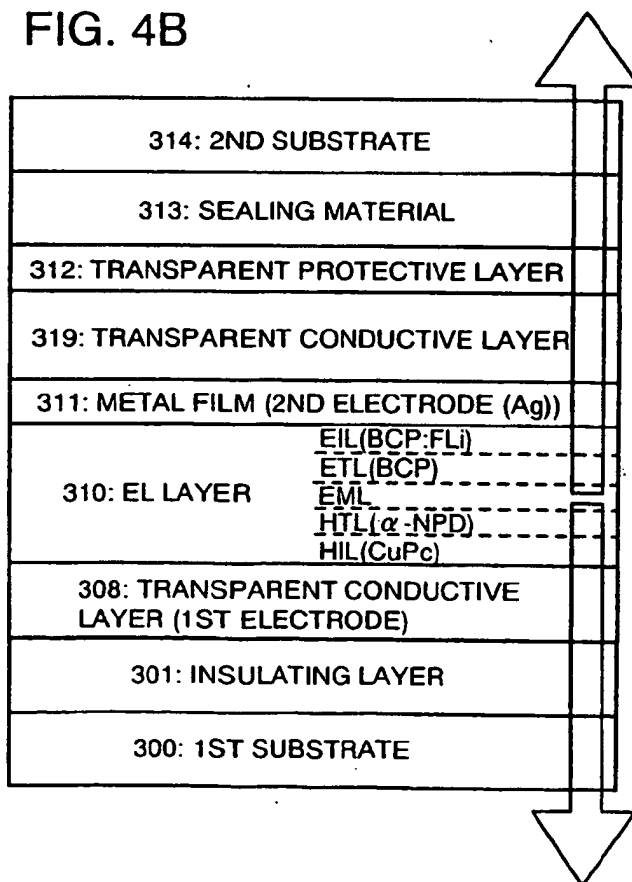 FIG. 4B
314: 2ND SUBSTRATE
313: SEALING MATERIAL
312: TRANSPARENT PROTECTIVE LAYER
319: TRANSPARENT CONDUCTIVE LAYER
311: METAL FILM (2ND ELECTRODE (Ag))
310: EL LAYER
EIL(BCP:FLi)
ETL(BCP)
EML
HTL(α-NPD)
HIL(CuPc)
308: TRANSPARENT CONDUCTIVE
LAYER (1ST ELECTRODE)
301: INSULATING LAYER
300: 1ST SUBSTRATE